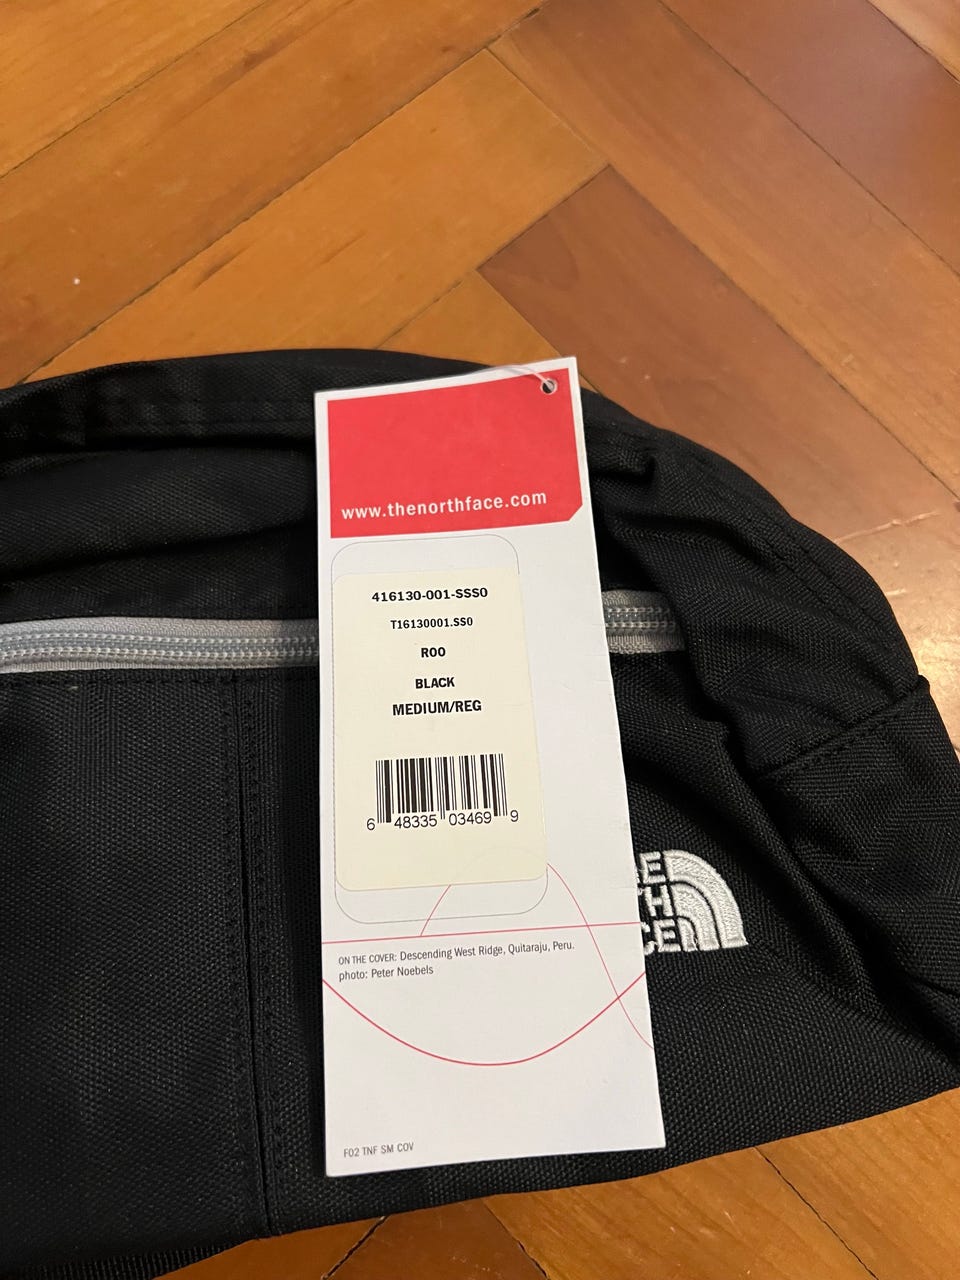 www.thenorthface.com
416130-001-SSS0
T16130001.SS0
ROO
BLACK
MEDIUM/REG
6 48335 03469 9
ON THE COVER: Descending West Ridge, Quitaraju, Peru.
photo: Peter Noebels
F02 TNF SM COV